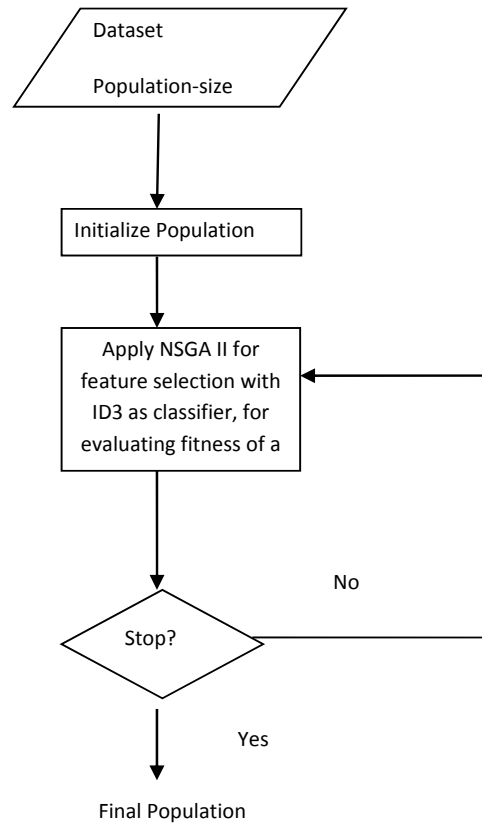 Dataset
Population-size
Initialize Population
Apply NSGA II for
feature selection with
ID3 as classifier, for
evaluating fitness of a
No
Stop?
Yes
Final Population